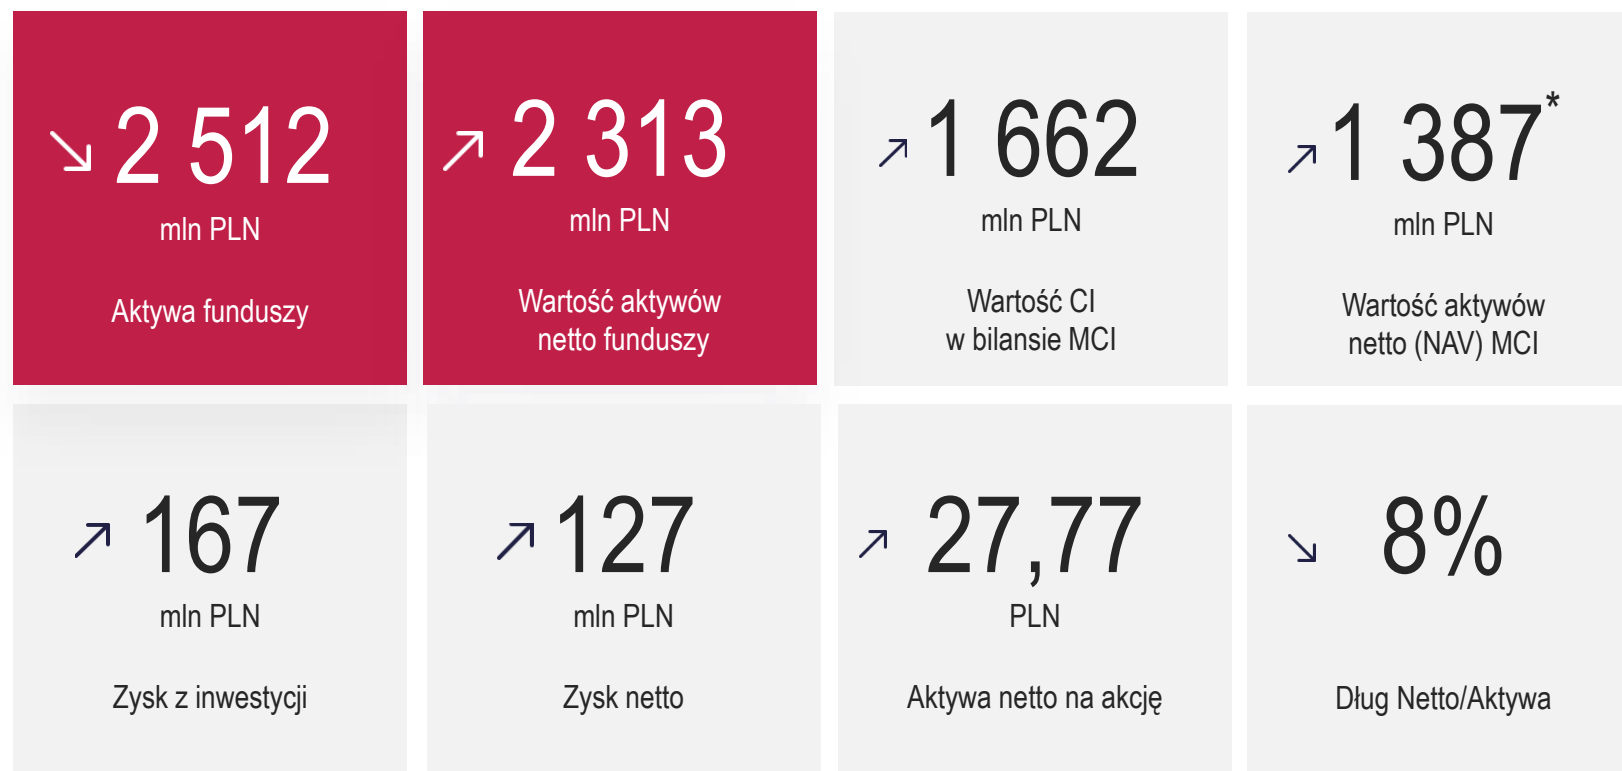 2 512
mln PLN
Aktywa funduszy
2 313
mln PLN
Wartość aktywów
netto funduszy
1 662
mln PLN
Wartość CI
w bilansie MCI
1 387*
mln PLN
Wartość aktywów
netto (NAV) MCI
167
mln PLN
Zysk z inwestycji
127
mln PLN
Zysk netto
27,77
PLN
Aktywa netto na akcję
8%
Dług Netto/Aktywa